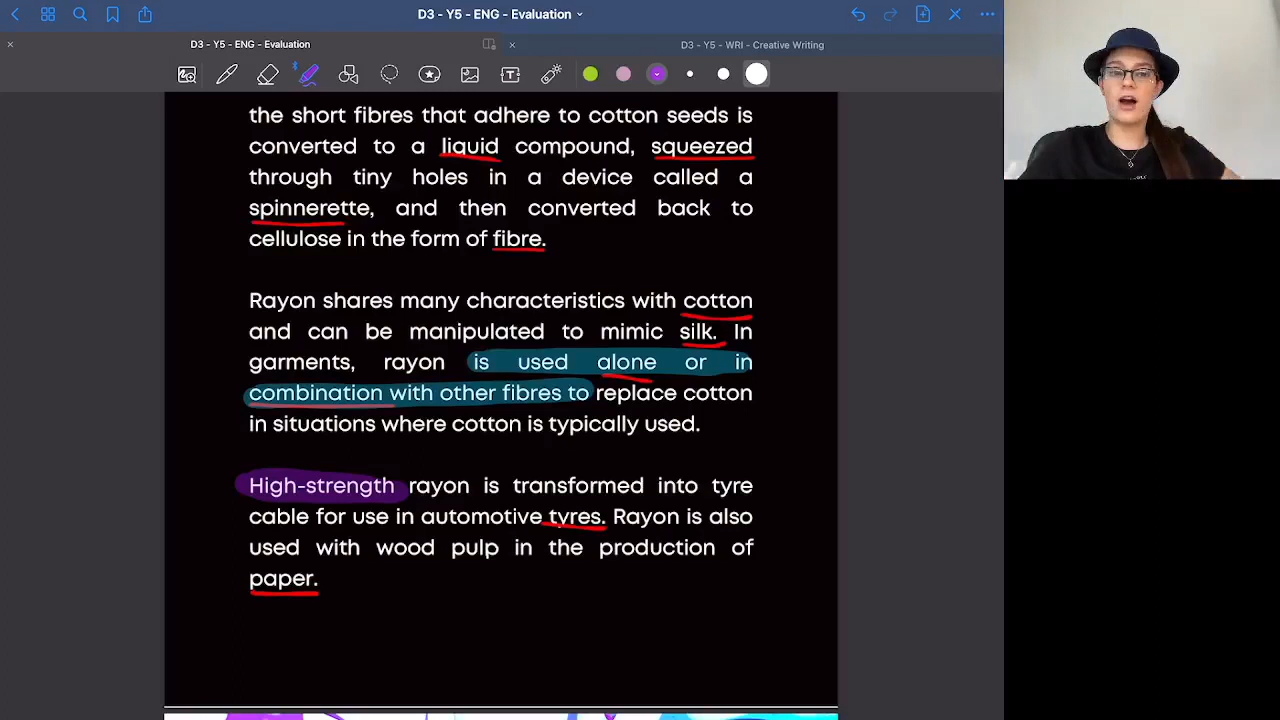 D3 - Y5 - ENG - Evaluation
D3 - Y5 - ENG - Evaluation
D3 - Y5 - WRI - Creative Writing
the short fibres that adhere to cotton seeds is
converted to a liquid compound, squeezed
through tiny holes in a device called a
spinnerette, and then converted back to
cellulose in the form of fibre.
Rayon shares many characteristics with cotton
and can be manipulated to mimic silk. In
garments, rayon is used alone or in
combination with other fibres to replace cotton
in situations where cotton is typically used.
High-strength rayon is transformed into tyre
cable for use in automotive tyres. Rayon is also
used with wood pulp in the production of
paper.